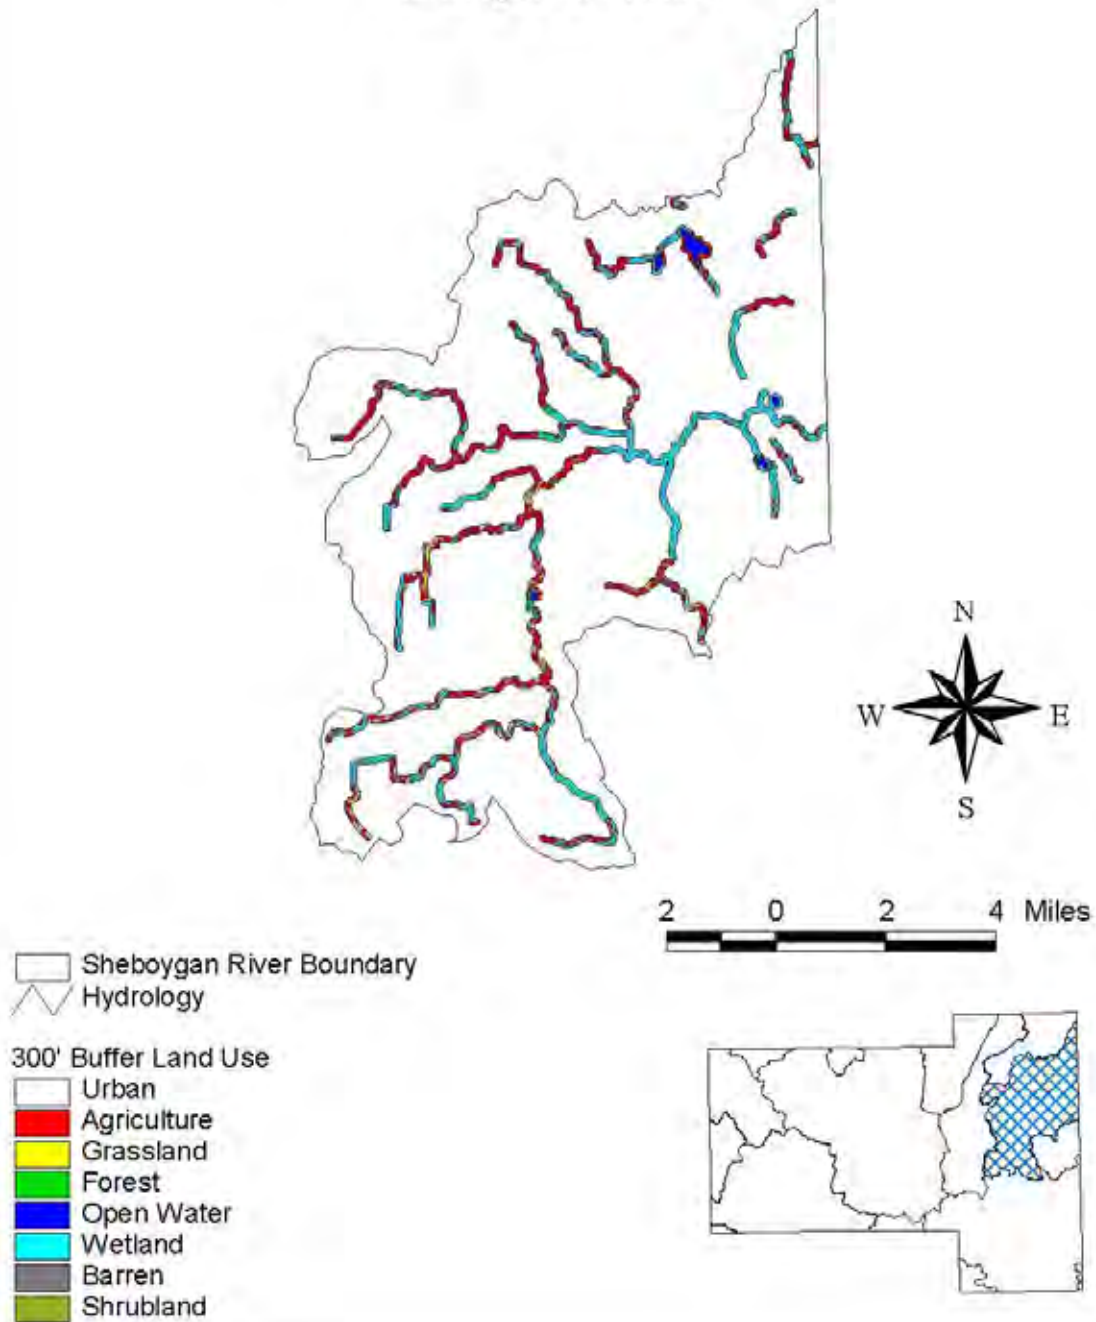 N
W E
S
2 0 2 4 Miles
Sheboygan River Boundary
Hydrology
300' Buffer Land Use
Urban
Agriculture
Grassland
Forest
Open Water
Wetland
Barren
Shrubland